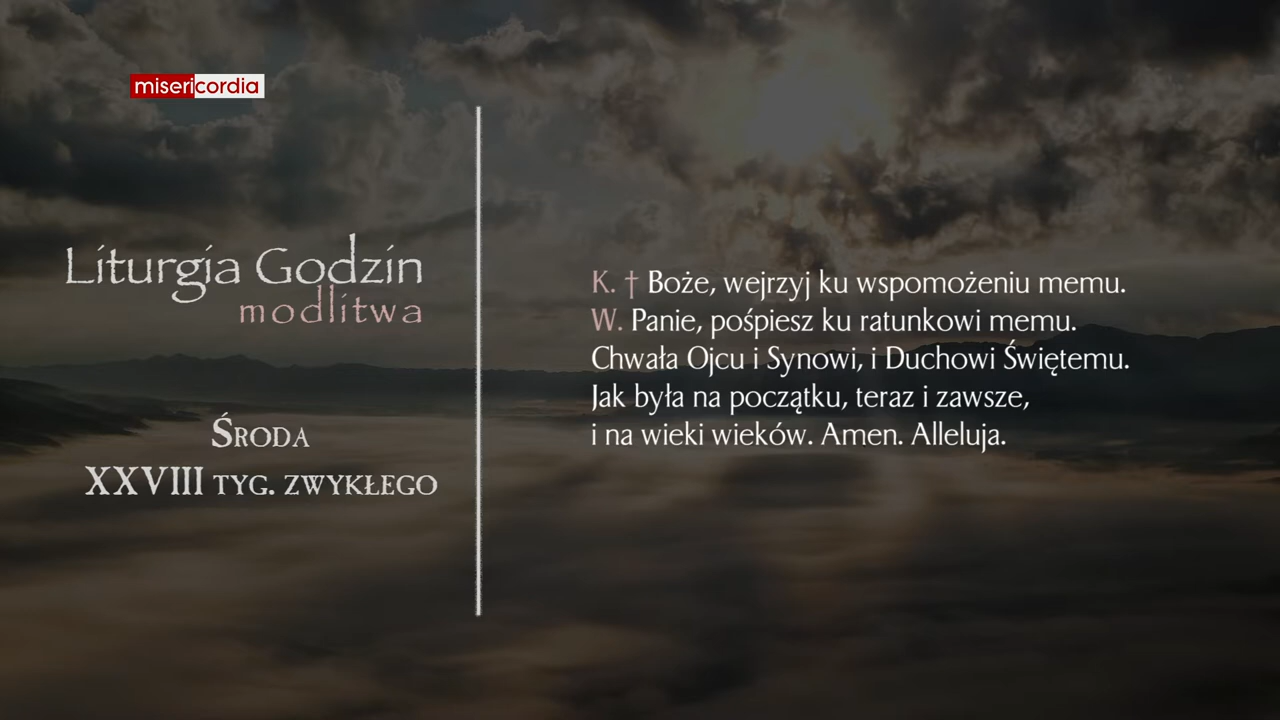 misericordia
Liturgia Godzin
modlitwa
Środa
XXVIII tyg. zwykłego
K. † Boże, wejrzyj ku wspomożeniu memu.
W. Panie, pośpiesz ku ratunkowi memu.
Chwała Ojcu i Synowi, i Duchowi Świętemu.
Jak była na początku, teraz i zawsze,
i na wieki wieków. Amen. Alleluja.